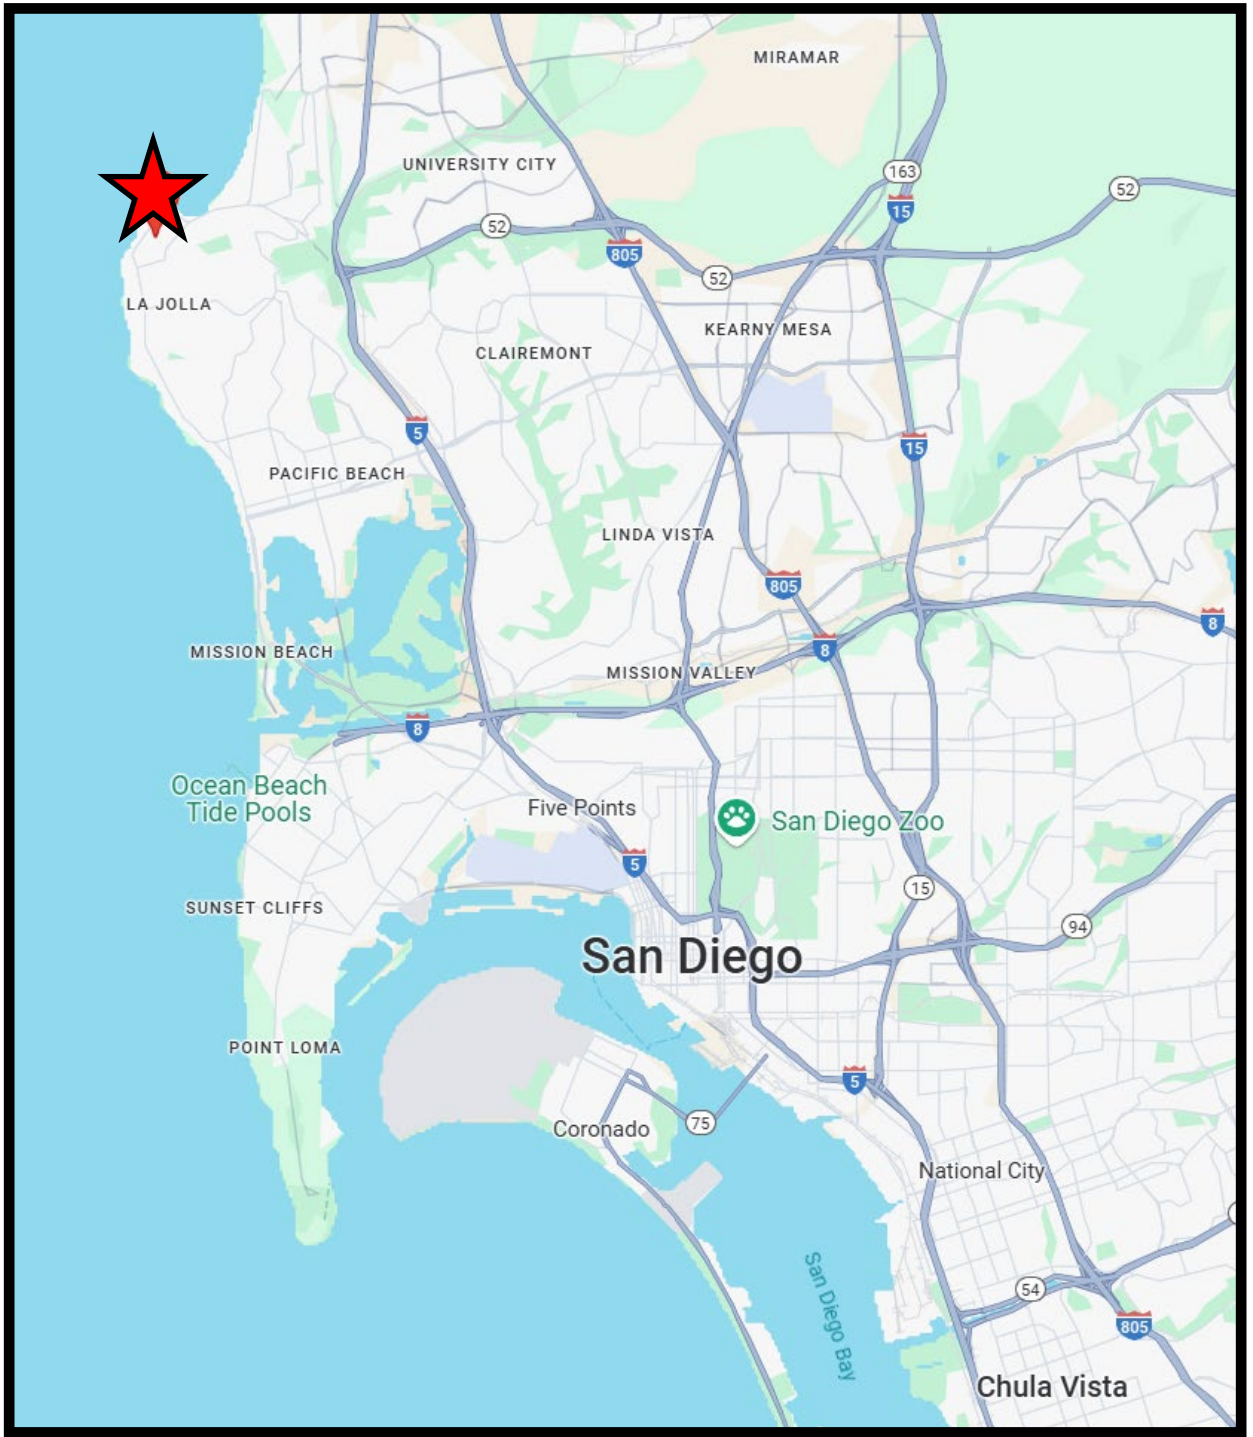 MIRAMAR
UNIVERSITY CITY
163
52
15
52
805
52
LA JOLLA
KEARNY MESA
CLAIREMONT
5
15
PACIFIC BEACH
LINDA VISTA
805
8
8
MISSION BEACH
MISSION VALLEY
8
Ocean Beach
Tide Pools
Five Points
San Diego Zoo
5
15
SUNSET CLIFFS
94
San Diego
POINT LOMA
5
75
Coronado
National City
San Diego Bay
54
805
Chula Vista